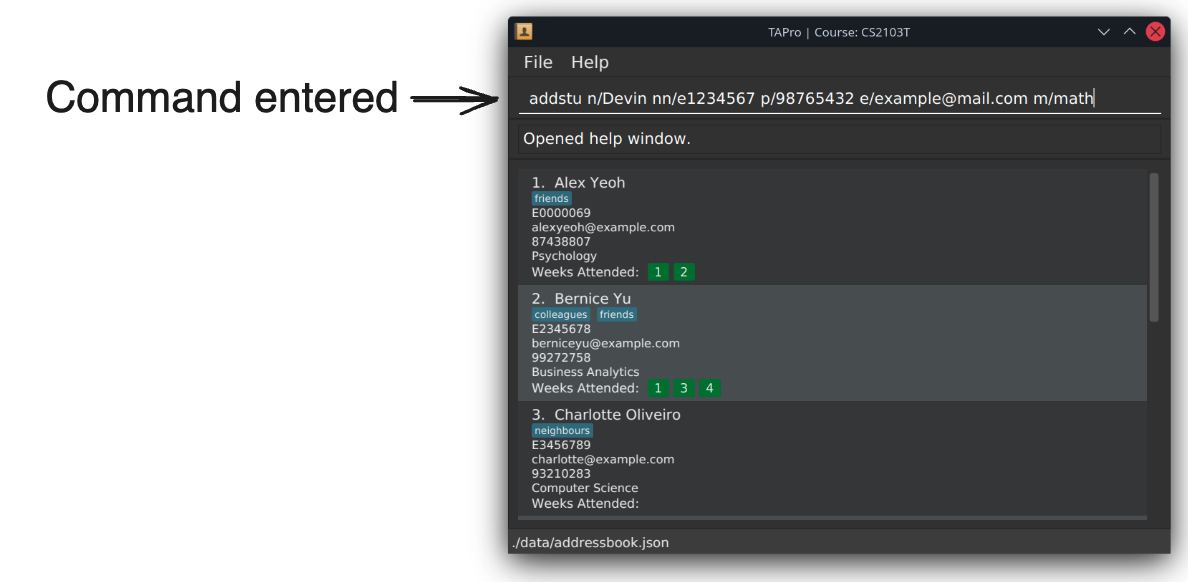 TAPro | Course: CS2103T
File Help
Command entered
addstu n/Devin nn/e1234567 p/98765432 e/example@mail.com m/math
Opened help window.
1. Alex Yeoh
friends
E0000069
alexyeoh@example.com
87438807
Psychology
Weeks Attended: 1 2
2. Bernice Yu
colleagues friends
E2345678
berniceyu@example.com
99272758
Business Analytics
Weeks Attended: 1 3 4
3. Charlotte Oliveiro
neighbours
E3456789
charlotte@example.com
93210283
Computer Science
Weeks Attended:
./data/addressbook.json